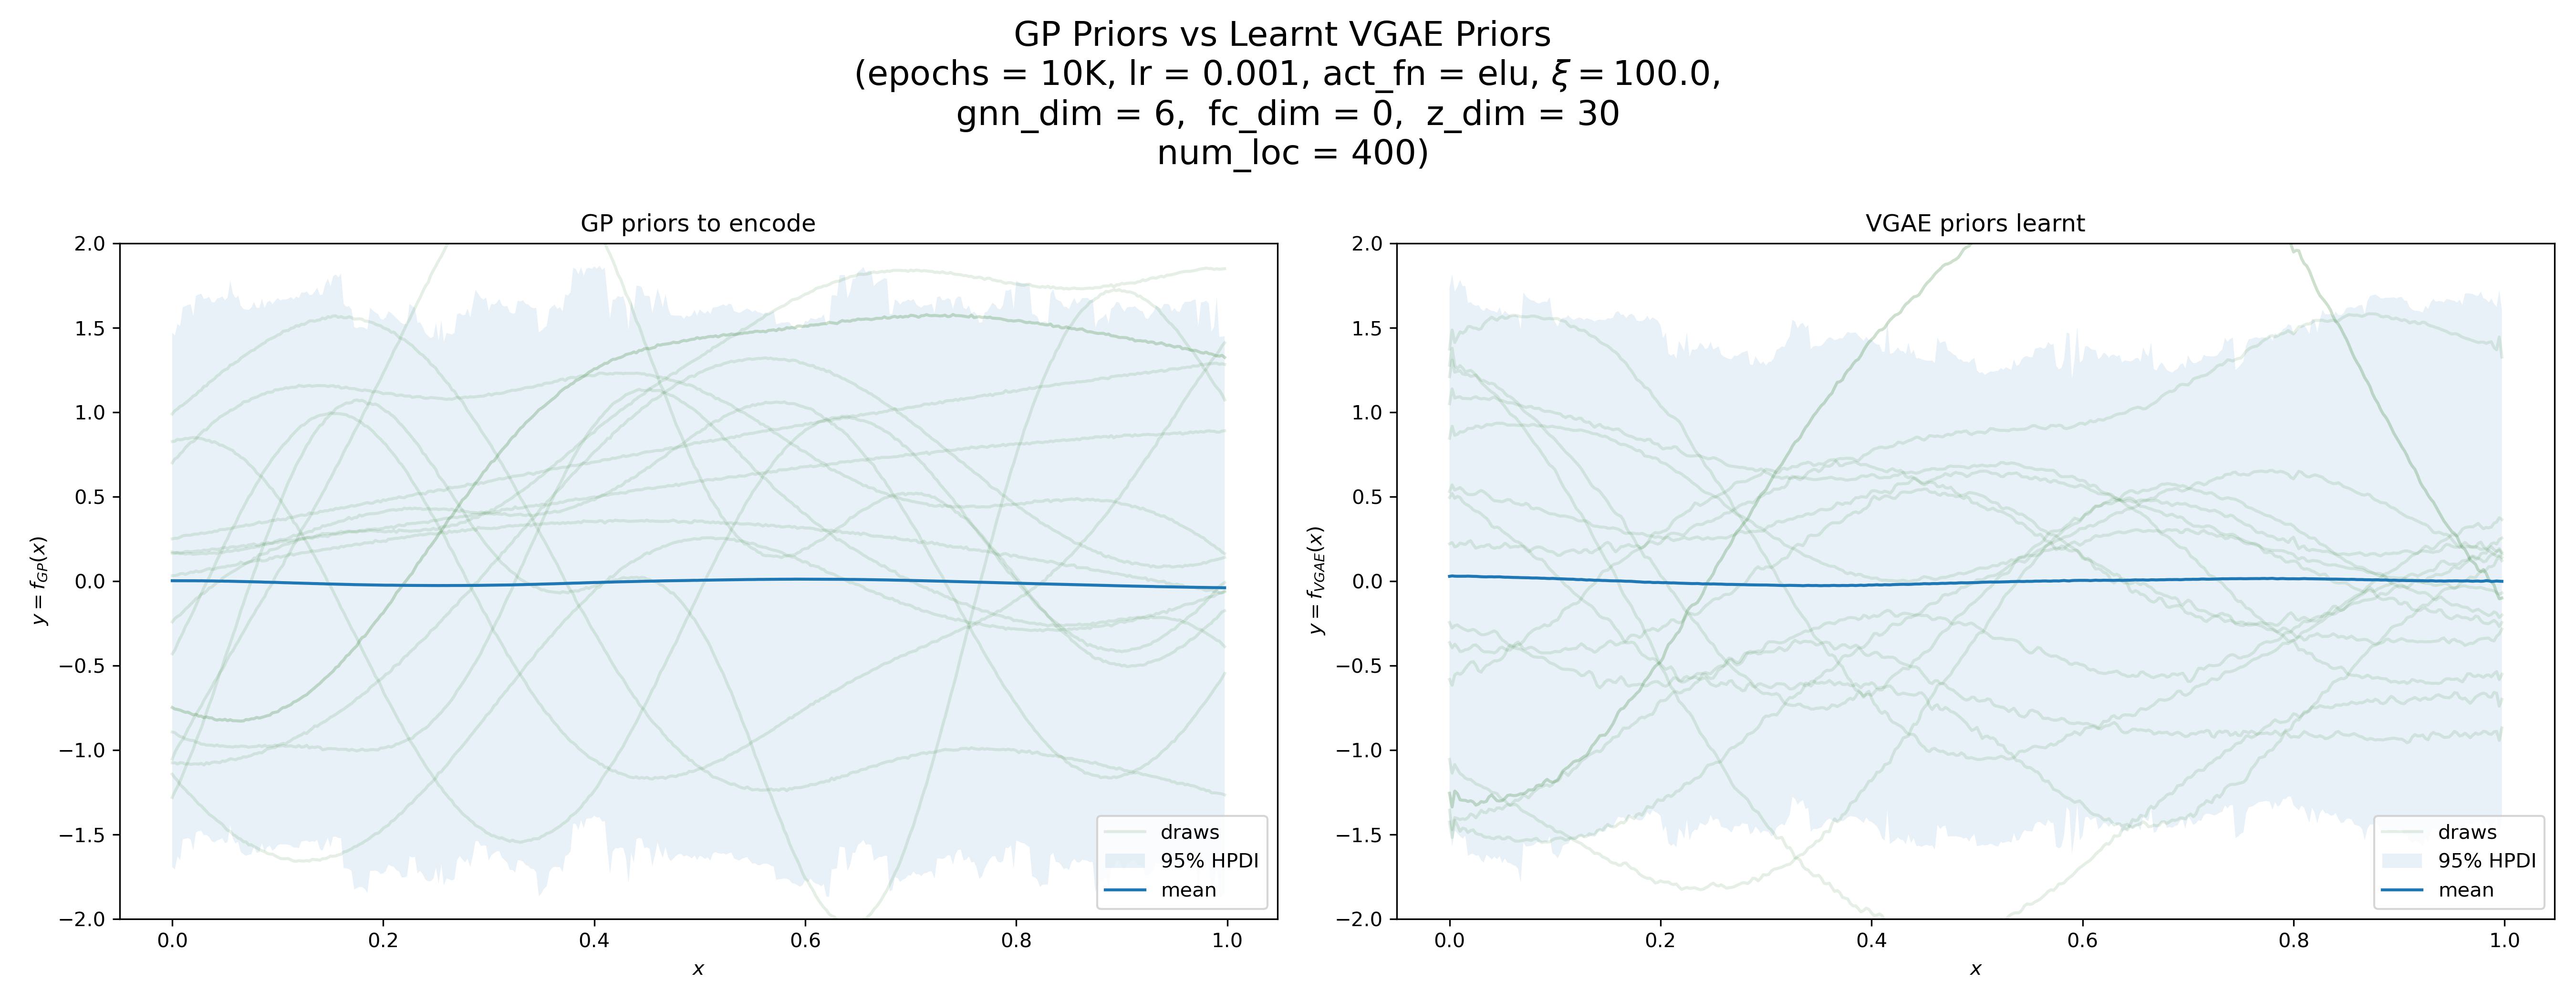 GP Priors vs Learnt VGAE Priors
(epochs = 10K, lr = 0.001, act_fn = elu, ξ = 100.0,
gnn_dim = 6, fc_dim = 0, z_dim = 30
num_loc = 400)
GP priors to encode
2.0
1.5
1.0
0.5
0.0
−0.5
−1.0
−1.5
−2.0
y = f_GP(x)
0.0 0.2 0.4 0.6 0.8 1.0
x
draws
95% HPDI
mean
VGAE priors learnt
2.0
1.5
1.0
0.5
0.0
−0.5
−1.0
−1.5
−2.0
y = f_VGAE(x)
0.0 0.2 0.4 0.6 0.8 1.0
x
draws
95% HPDI
mean